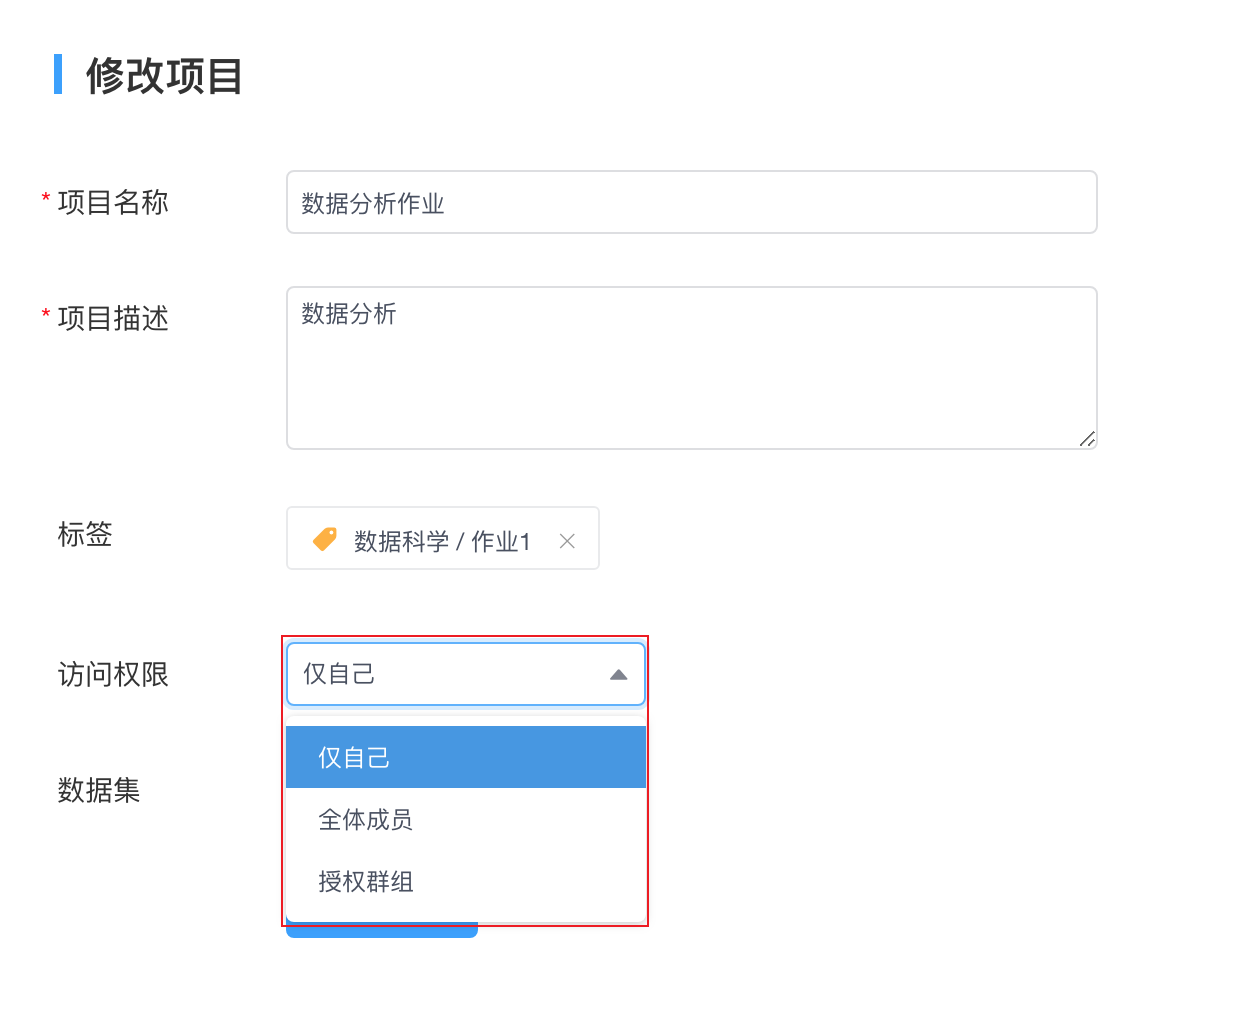 修改项目
* 项目名称
数据分析作业
* 项目描述
数据分析
标签
数据科学 / 作业1
访问权限
仅自己
仅自己
数据集
全体成员
授权群组